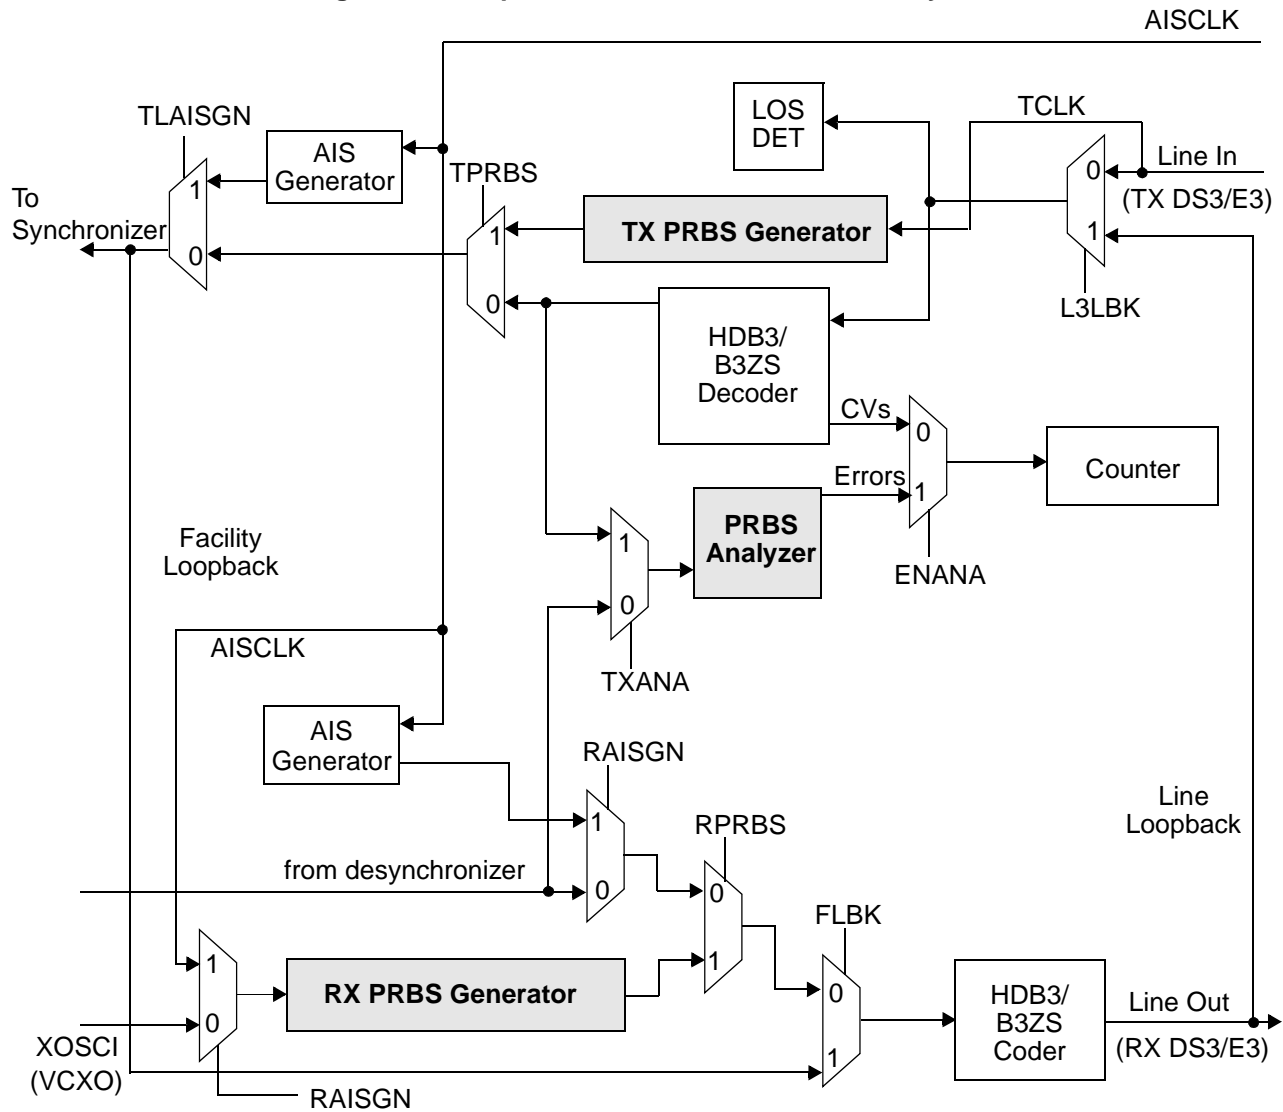 AISCLK
TLAISGN
AIS
Generator
TPRBS
LOS
DET
TCLK
0
Line In
(TX DS3/E3)
To
Synchronizer
1
0
1
TX PRBS Generator
1
0
L3LBK
HDB3/
B3ZS
Decoder
CVs
0
Counter
Errors
1
PRBS
Analyzer
1
ENANA
Facility
Loopback
0
AISCLK
TXANA
AIS
Generator
RAISGN
1
RPRBS
Line
Loopback
from desynchronizer
0
0
FLBK
1
1
RX PRBS Generator
0
HDB3/
B3ZS
Coder
Line Out
(RX DS3/E3)
0
XOSCI
(VCXO)
1
RAISGN